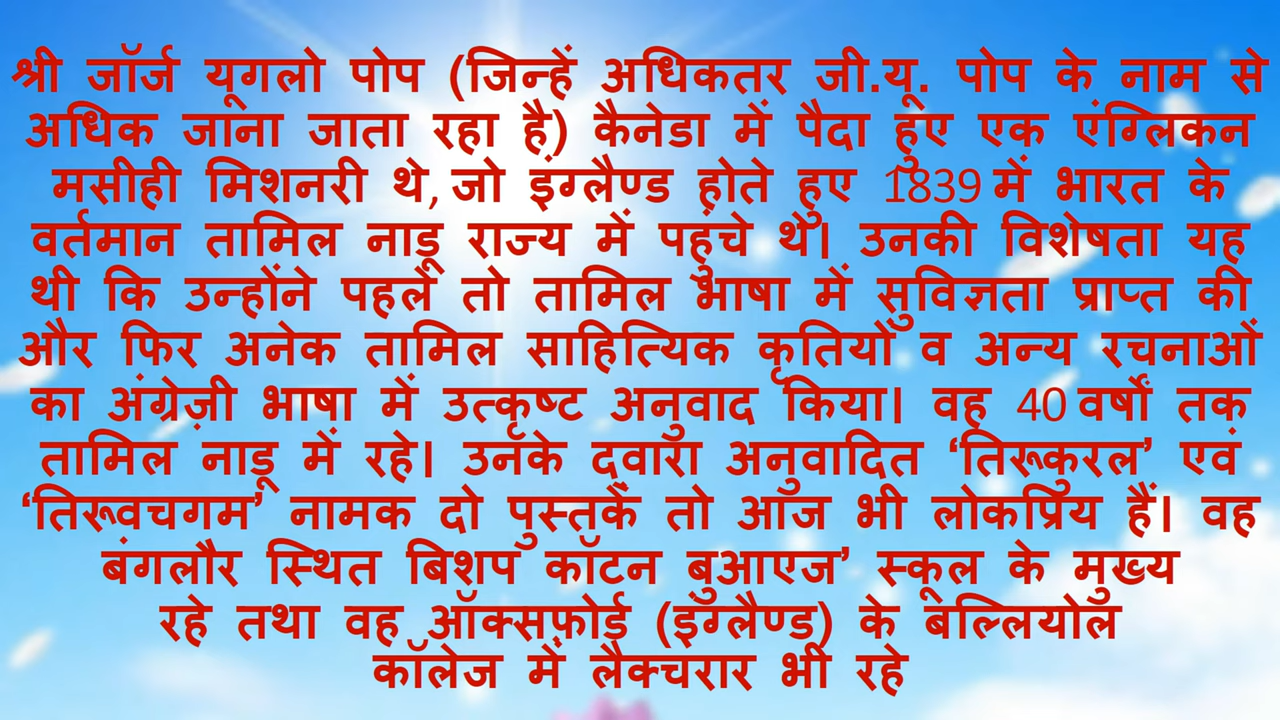 श्री जॉर्ज यूगलो पोप (जिन्हें अधिकतर जी.यू. पोप के नाम से
अधिक जाना जाता रहा है) कैनेडा में पैदा हुए एक एंग्लिकन
मसीही मिशनरी थे, जो इंग्लैण्ड होते हुए 1839 में भारत के
वर्तमान तामिल नाडू राज्य में पहुंचे थे। उनकी विशेषता यह
थी कि उन्होंने पहले तो तामिल भाषा में सुविज्ञता प्राप्त की
और फिर अनेक तामिल साहित्यिक कृतियों व अन्य रचनाओं
का अंग्रेज़ी भाषा में उत्कृष्ट अनुवाद किया। वह 40 वर्षों तक
तामिल नाडू में रहे। उनके द्वारा अनुवादित ‘तिरूकुरल’ एवं
‘तिरूवचगम’ नामक दो पुस्तकें तो आज भी लोकप्रिय हैं। वह
बंगलौर स्थित बिशप कॉटन बुआएज’ स्कूल के मुख्य
रहे तथा वह ऑक्सफ़ोर्ड (इंग्लैण्ड) के बल्लियोल
कॉलेज में लैक्चरार भी रहे